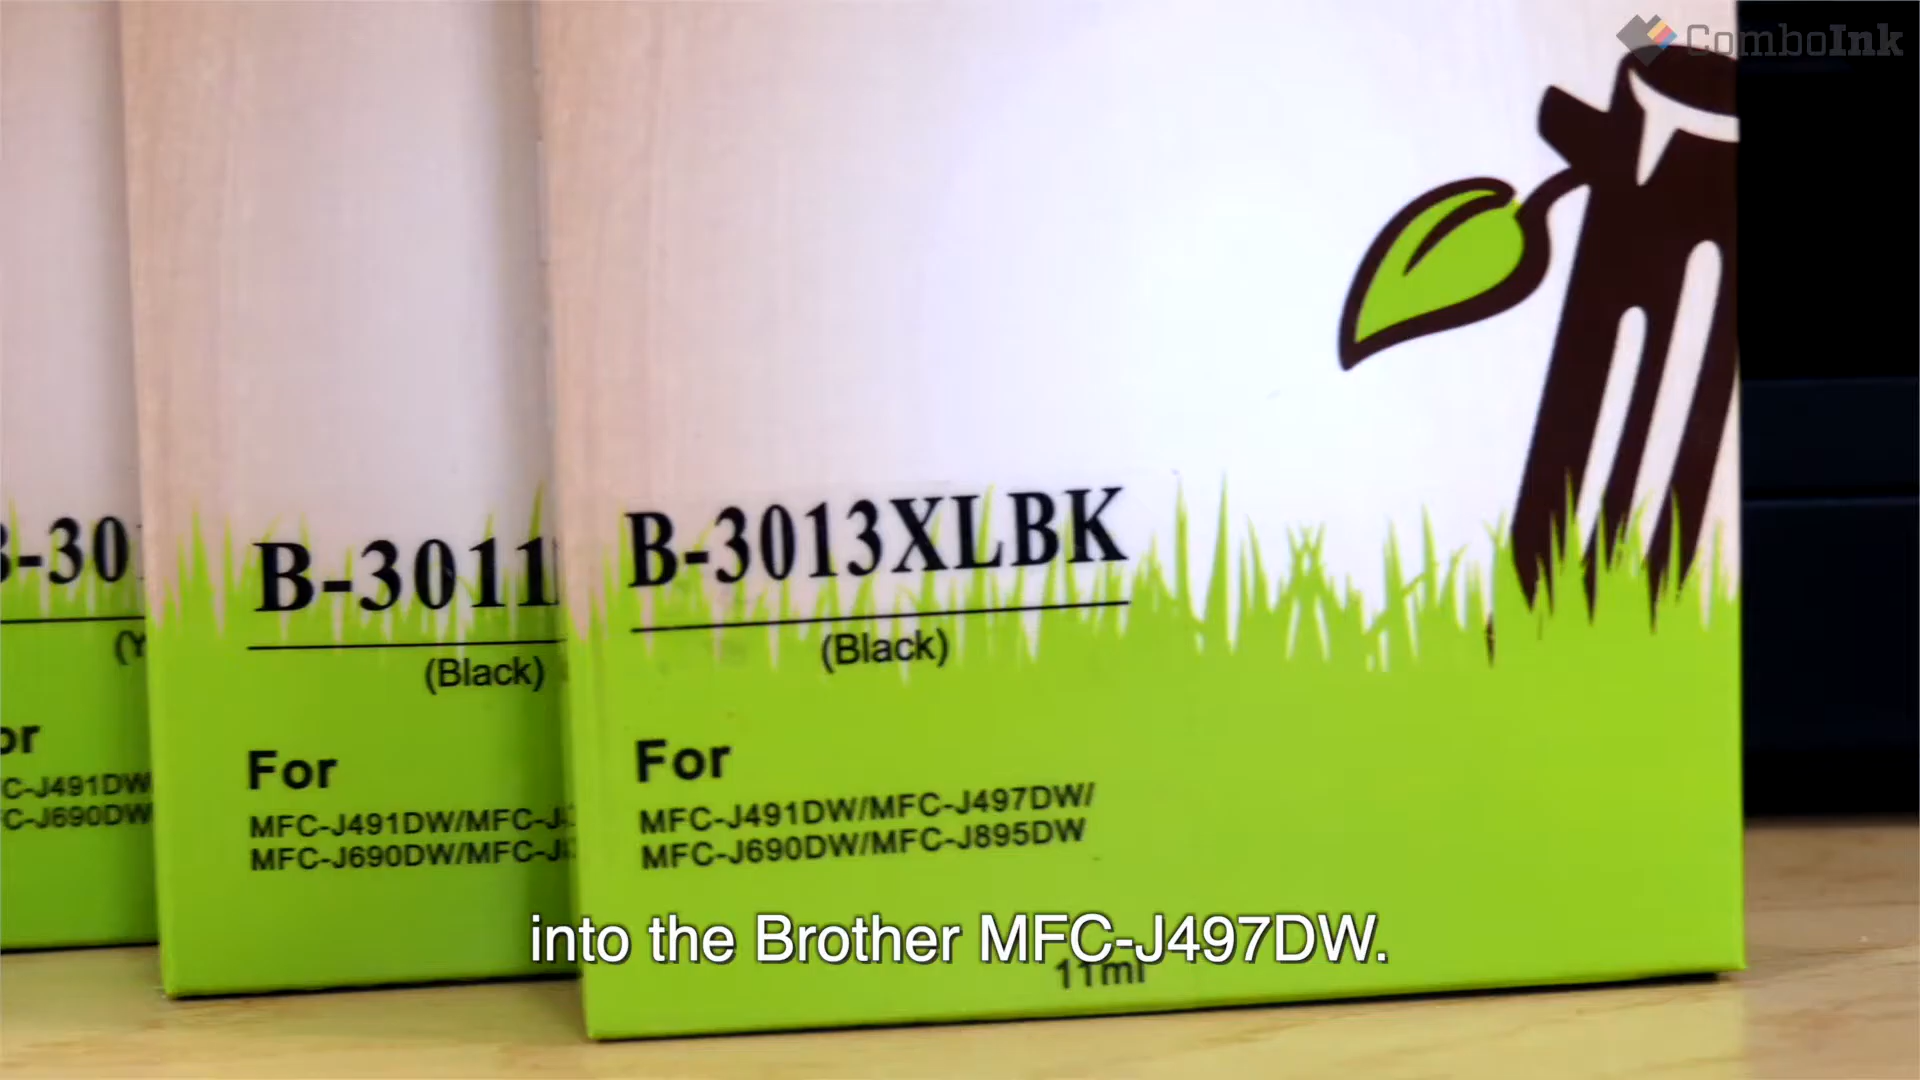 ComboInk
B-3013XLBK
(Black)
For
MFC-J491DW/MFC-J497DW/
MFC-J690DW/MFC-J895DW
11ml
B-3011
(Black)
For
MFC-J491DW/MFC-J
MFC-J690DW/MFC-J
B-30
(Y
or
C-J491DW
C-J690DW
into the Brother MFC-J497DW.